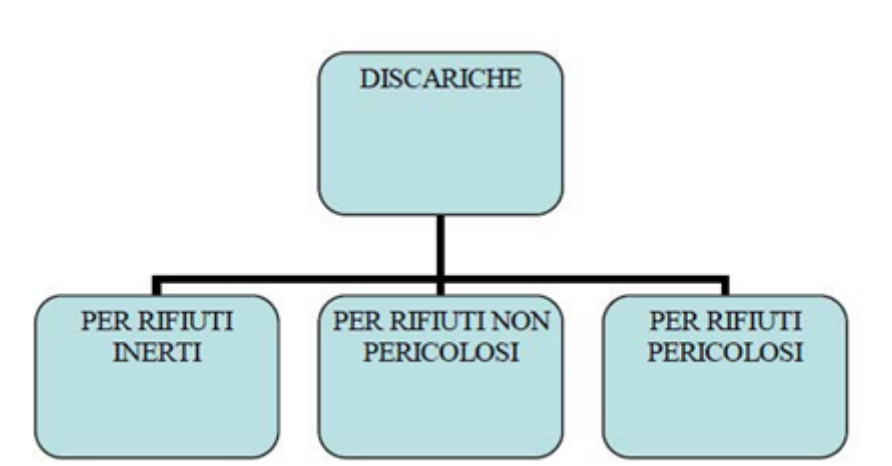 DISCARICHE
PER RIFIUTI
INERTI
PER RIFIUTI NON
PERICOLOSI
PER RIFIUTI
PERICOLOSI